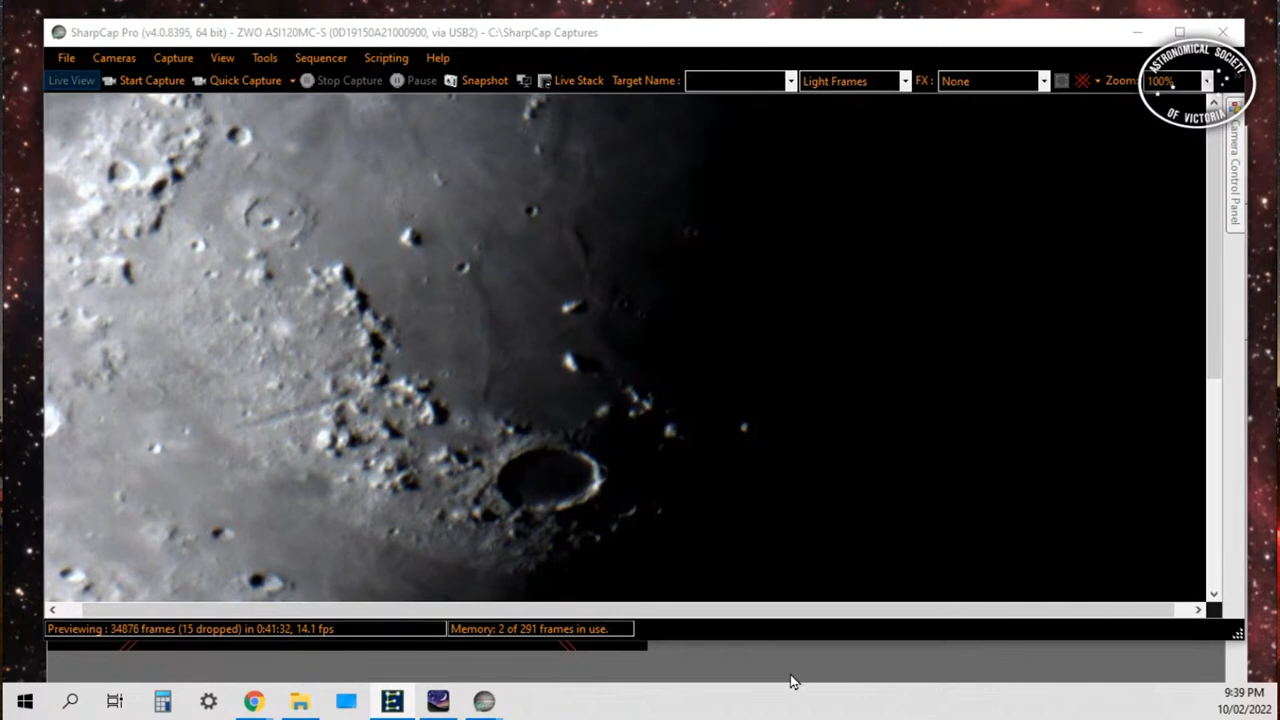 SharpCap Pro (v4.0.8395, 64 bit) - ZWO ASI120MC-S (0D19150A21000900, via USB2) - C:\SharpCap Captures
File Cameras Capture View Tools Sequencer Scripting Help
Live View Start Capture Quick Capture Stop Capture Pause Snapshot Live Stack Target Name : Light Frames FX : None Zoom: 100%
ASTRONOMICAL SOCIETY
OF VICTORIA
Camera Control Panel
Previewing : 34876 frames (15 dropped) in 0:41:32, 14.1 fps Memory: 2 of 291 frames in use.
9:39 PM
10/02/2022